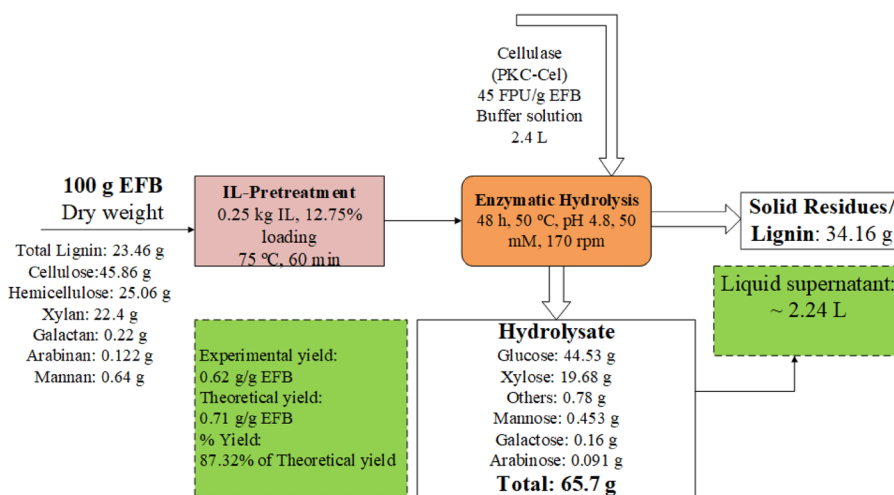 Cellulase
(PKC-Cel)
45 FPU/g EFB
Buffer solution
2.4 L
100 g EFB
Dry weight
Total Lignin: 23.46 g
Cellulose:45.86 g
Hemicellulose: 25.06 g
Xylan: 22.4 g
Galactan: 0.22 g
Arabinan: 0.122 g
Mannan: 0.64 g
IL-Pretreatment
0.25 kg IL, 12.75%
loading
75 ºC, 60 min
Enzymatic Hydrolysis
48 h, 50 ºC, pH 4.8, 50
mM, 170 rpm
Solid Residues/
Lignin: 34.16 g
Liquid supernatant:
~ 2.24 L
Experimental yield:
0.62 g/g EFB
Theoretical yield:
0.71 g/g EFB
% Yield:
87.32% of Theoretical yield
Hydrolysate
Glucose: 44.53 g
Xylose: 19.68 g
Others: 0.78 g
Mannose: 0.453 g
Galactose: 0.16 g
Arabinose: 0.091 g
Total: 65.7 g